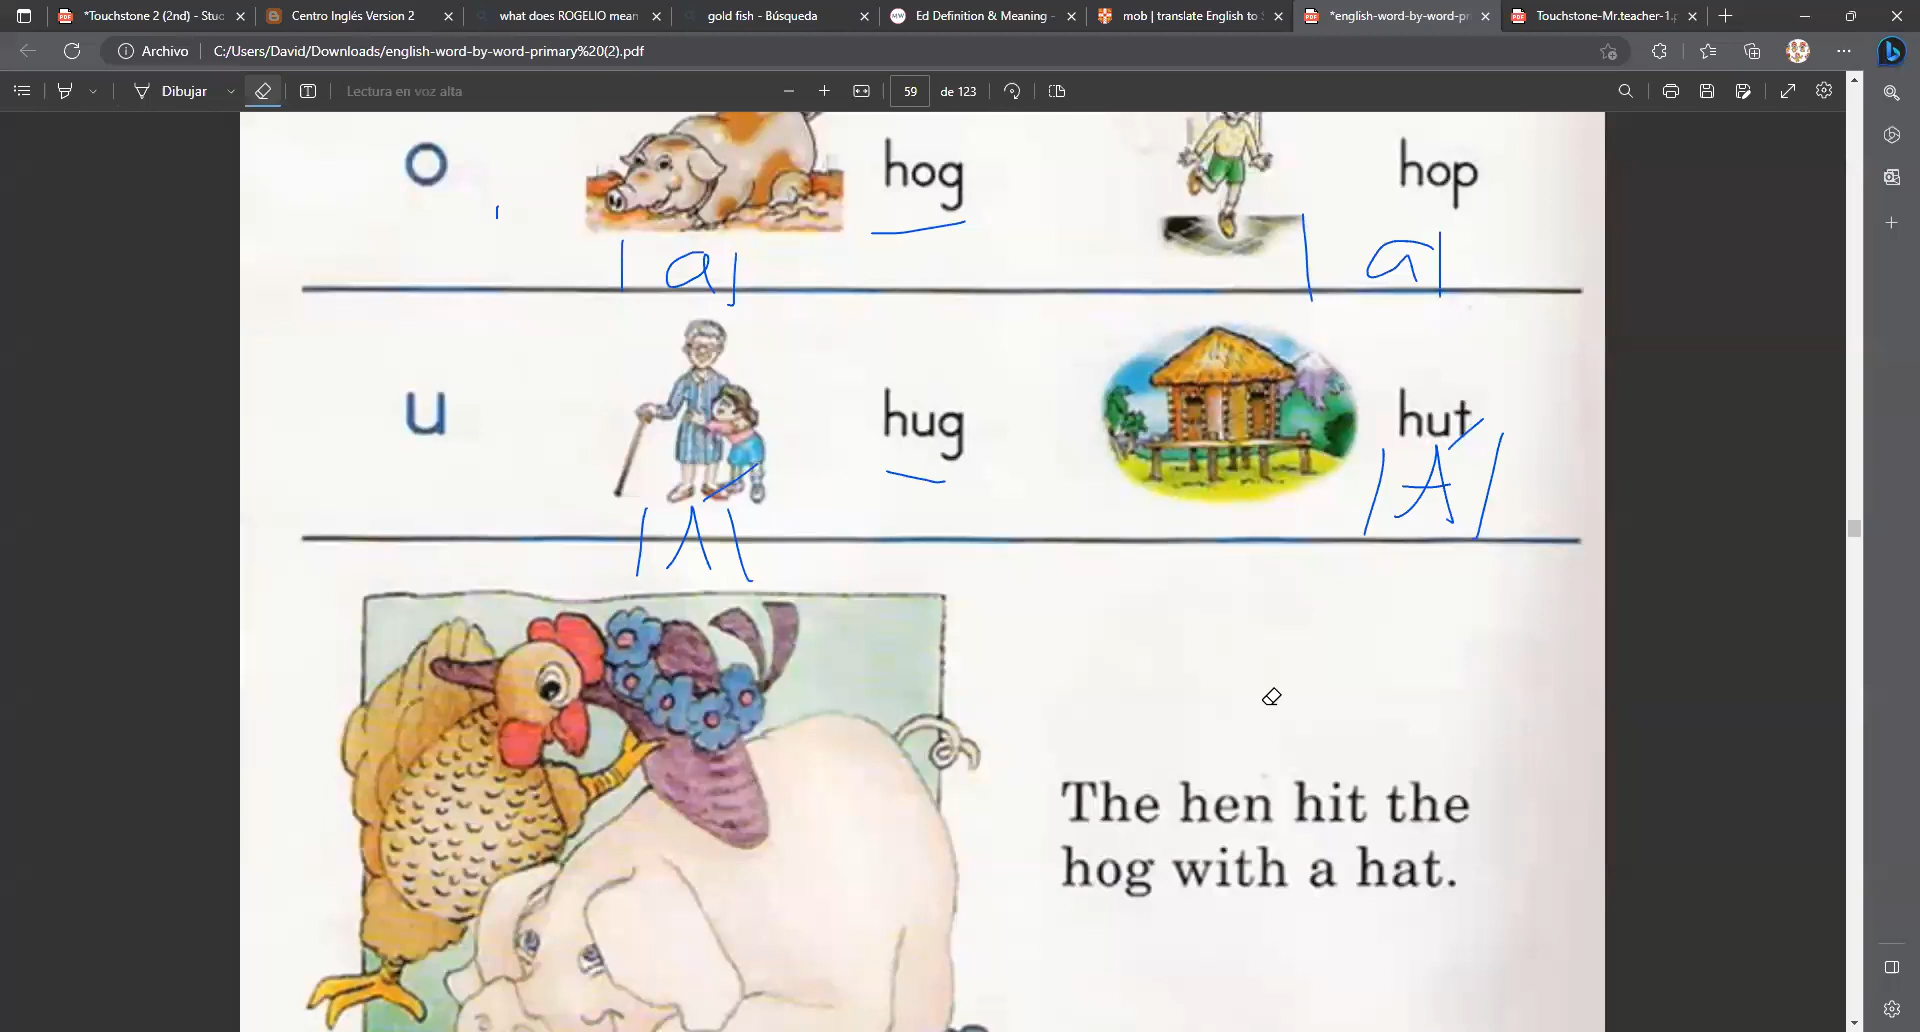 *Touchstone 2 (2nd) - Stud
Centro Inglés Version 2
what does ROGELIO mean
gold fish - Búsqueda
Ed Definition & Meaning -
mob | translate English to S
*english-word-by-word-pr
Touchstone-Mr.teacher-1.p
Archivo
C:/Users/David/Downloads/english-word-by-word-primary%20(2).pdf
Dibujar
Lectura en voz alta
59 de 123
o hog hop
/a/ /a/
u hug hut
/ʌ/ /ʌ/
The hen hit the
hog with a hat.